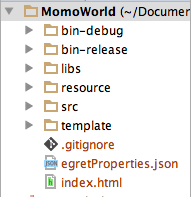 MomoWorld (~/Documer
bin-debug
bin-release
libs
resource
src
template
.gitignore
egretProperties.json
index.html